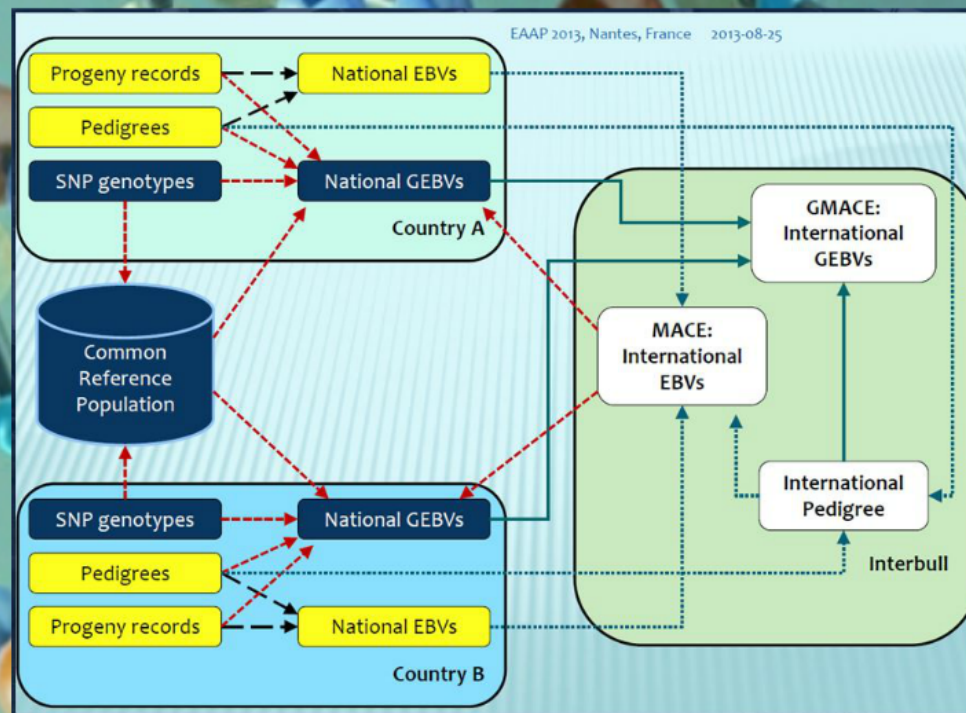 EAAP 2013, Nantes, France 2013-08-25
Progeny records
National EBVs
Pedigrees
SNP genotypes
National GEBVs
Country A
GMACE:
International
GEBVs
MACE:
International
EBVs
Common
Reference
Population
International
Pedigree
Interbull
SNP genotypes
National GEBVs
Pedigrees
Progeny records
National EBVs
Country B